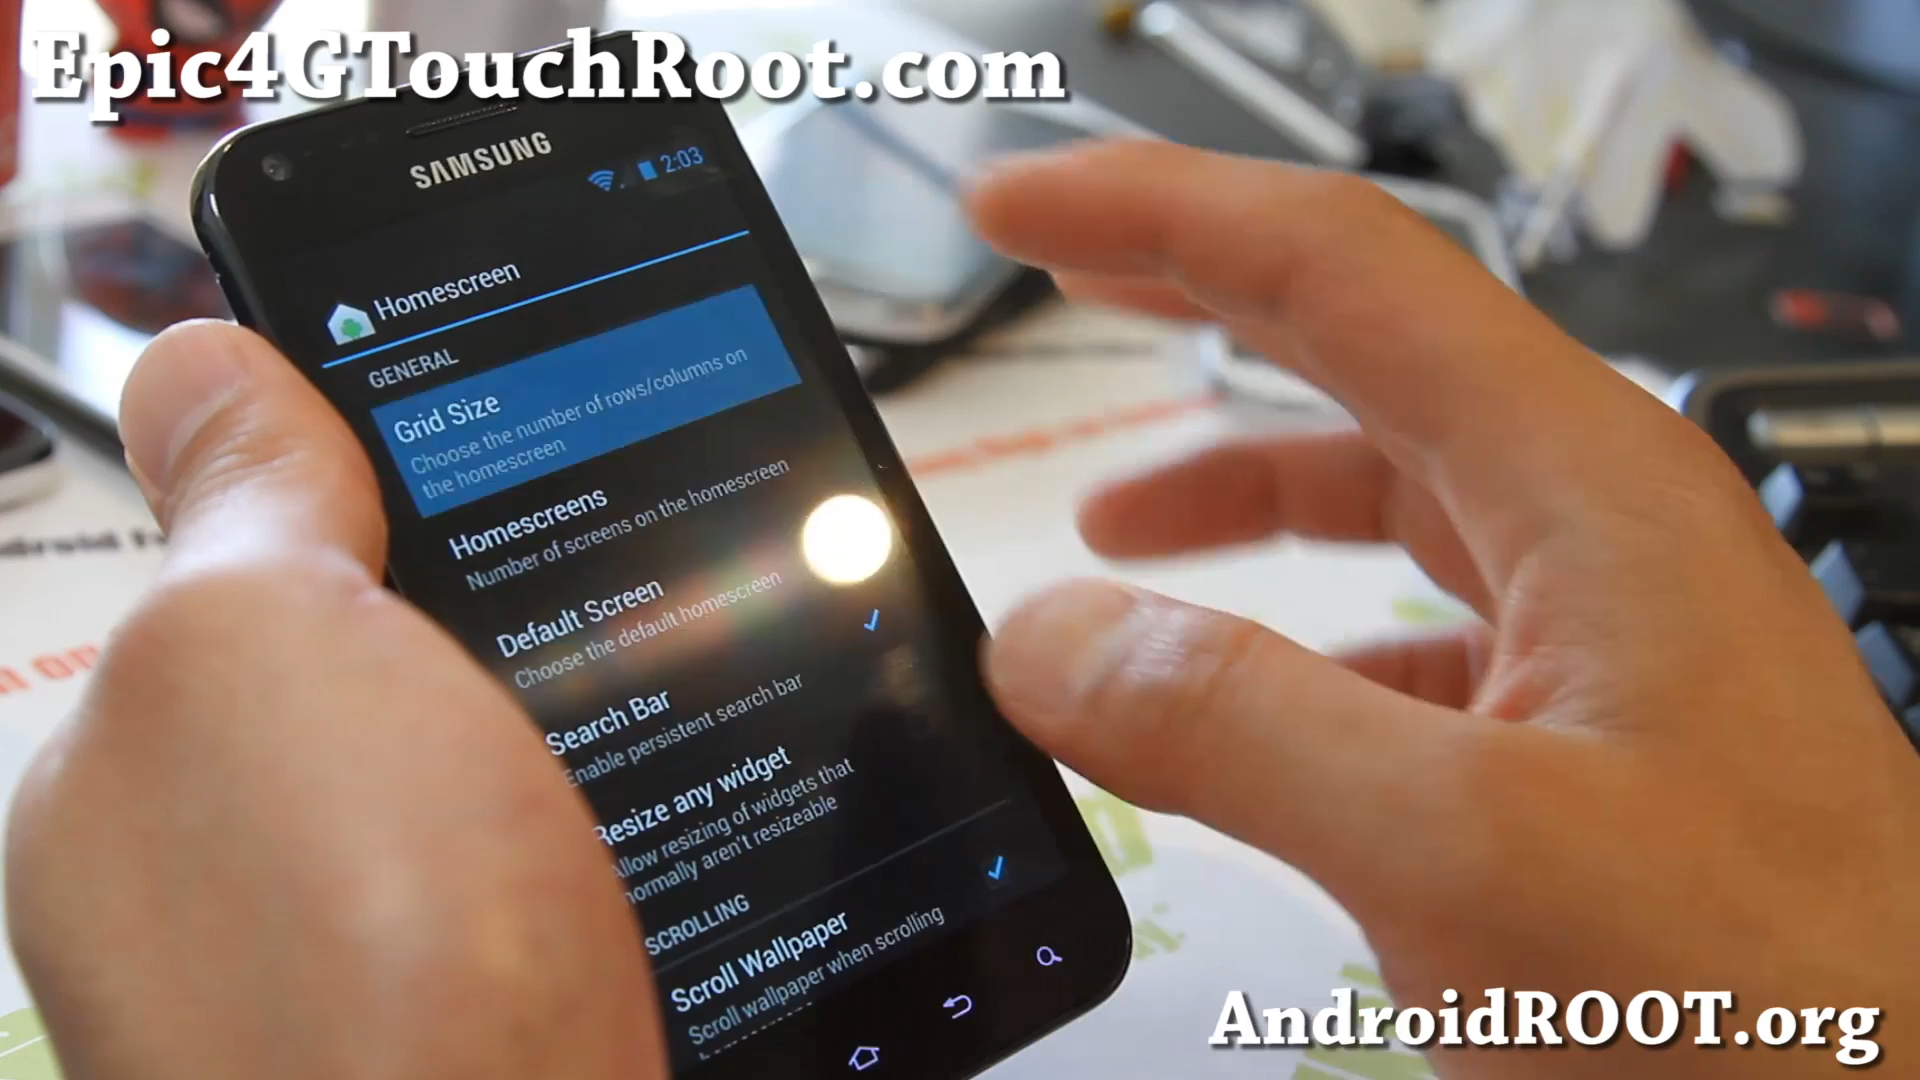 Epic4GTouchRoot.com
SAMSUNG
2:03
Homescreen
GENERAL
Grid Size
Choose the number of rows/columns on
the homescreen
Homescreens
Number of screens on the homescreen
Default Screen
Choose the default homescreen
Search Bar
Enable persistent search bar
Resize any widget
Allow resizing of widgets that
normally aren't resizeable
SCROLLING
Scroll Wallpaper
Scroll wallpaper when scrolling
AndroidROOT.org